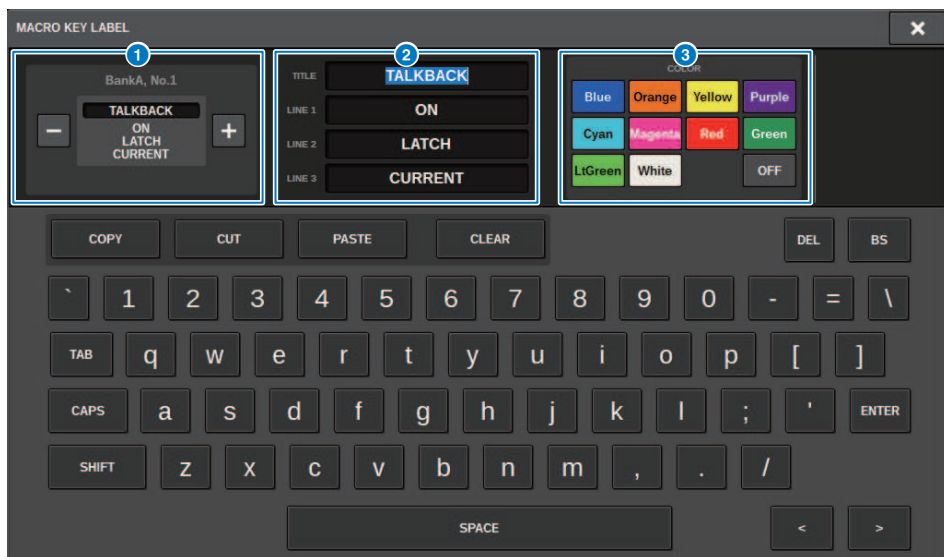 MACRO KEY LABEL ×
1
BankA, No.1
TALKBACK
ON
LATCH
CURRENT
− +
2
TITLE TALKBACK
LINE 1 ON
LINE 2 LATCH
LINE 3 CURRENT
3
COLOR
Blue Orange Yellow Purple
Cyan Magenta Red Green
LtGreen White OFF
COPY CUT PASTE CLEAR DEL BS
` 1 2 3 4 5 6 7 8 9 0 - = \
TAB q w e r t y u i o p [ ]
CAPS a s d f g h j k l ; ' ENTER
SHIFT z x c v b n m , . /
SPACE < >